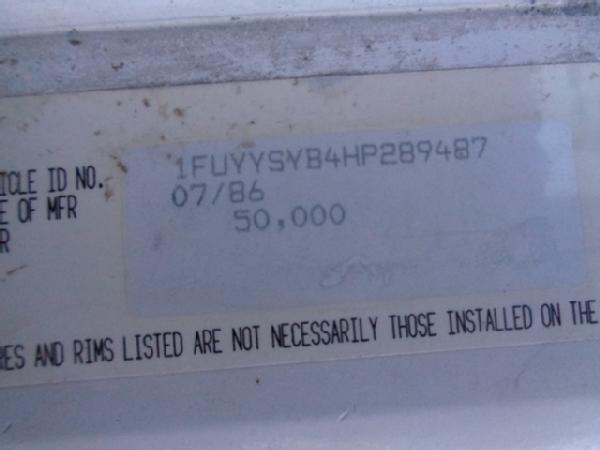 ICLE ID NO. 1FUYYSYB4HP289487
E OF MFR 07/86
R 50,000
RES AND RIMS LISTED ARE NOT NECESSARILY THOSE INSTALLED ON THE